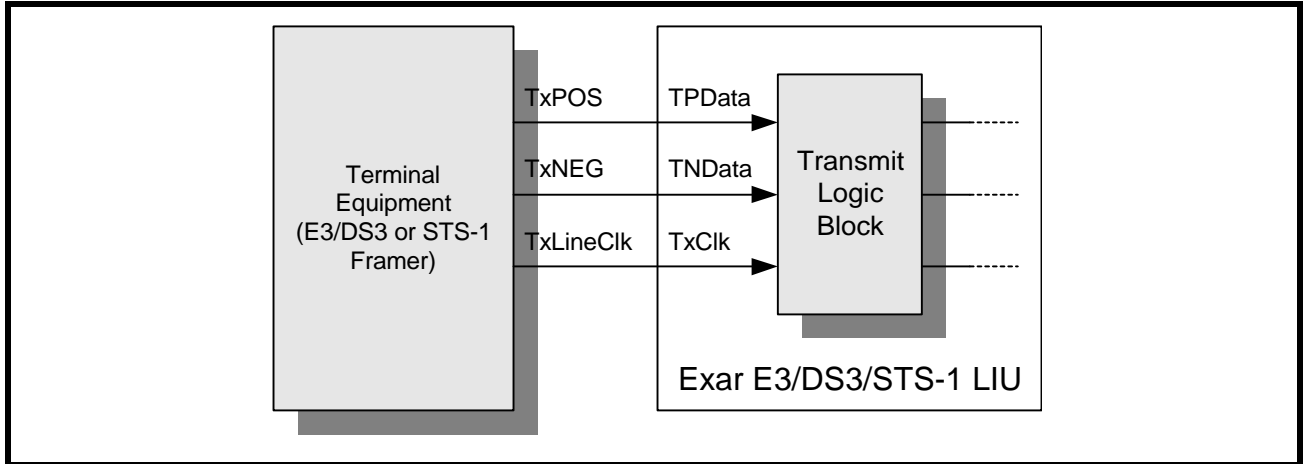 Terminal
Equipment
(E3/DS3 or STS-1
Framer)
TxPOS
TPData
TxNEG
TNData
TxLineClk
TxClk
Transmit
Logic
Block
Exar E3/DS3/STS-1 LIU